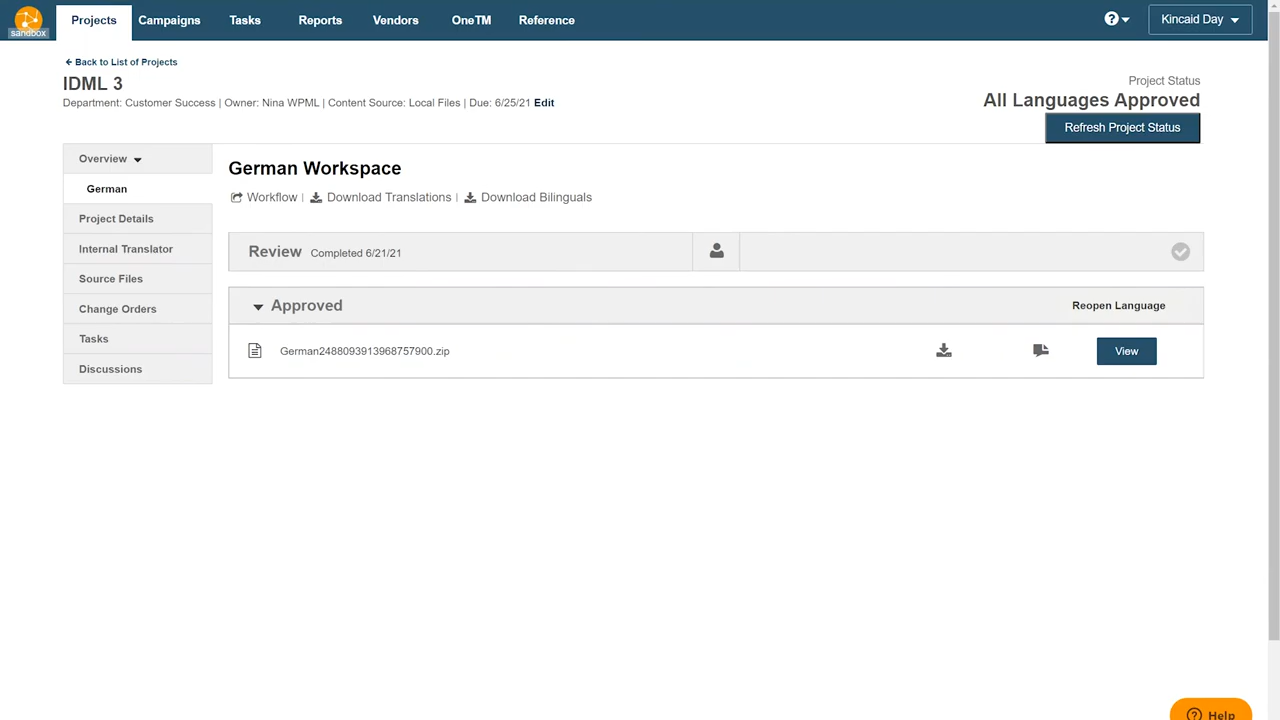 sandbox
Projects
Campaigns
Tasks
Reports
Vendors
OneTM
Reference
Kincaid Day
Back to List of Projects
IDML 3
Department: Customer Success | Owner: Nina WPML | Content Source: Local Files | Due: 6/25/21 Edit
Project Status
All Languages Approved
Refresh Project Status
Overview
German
Project Details
Internal Translator
Source Files
Change Orders
Tasks
Discussions
German Workspace
Workflow | Download Translations | Download Bilinguals
Review Completed 6/21/21
Approved
Reopen Language
German2488093913968757900.zip
View
Help